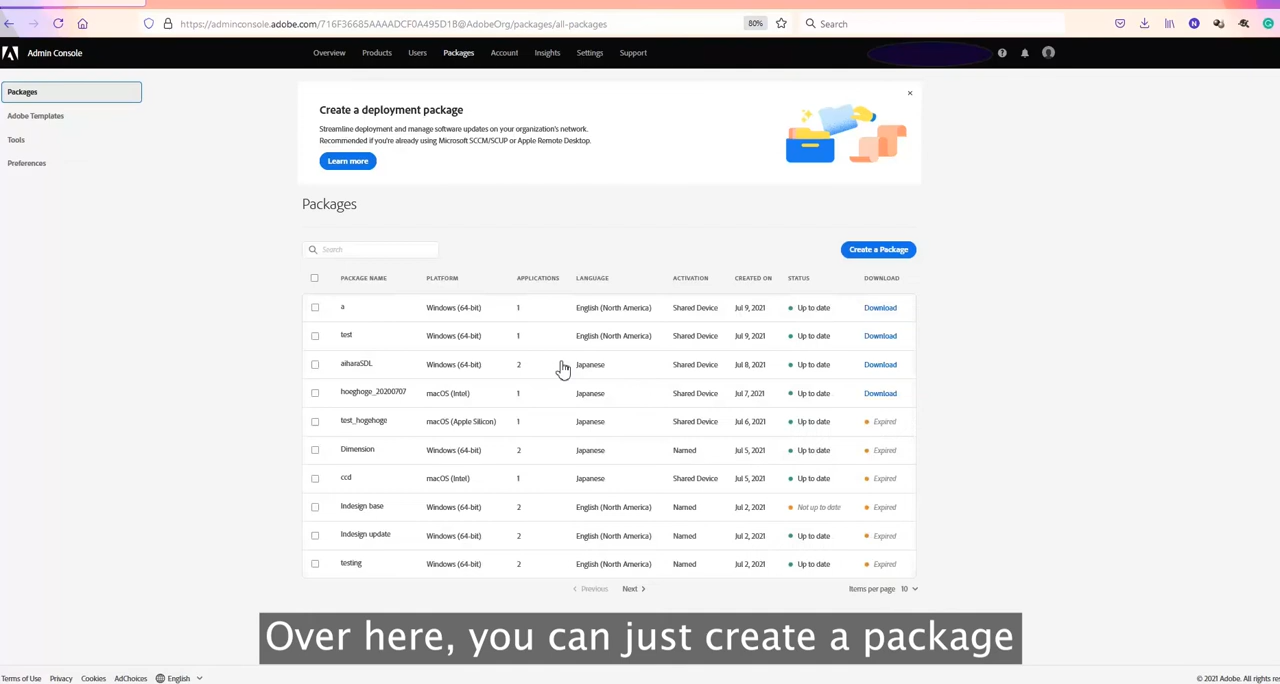 https://adminconsole.adobe.com/716F36685AAAADCF0A495D1B@AdobeOrg/packages/all-packages 80% Search
Admin Console Overview Products Users Packages Account Insights Settings Support
Packages
Adobe Templates
Tools
Preferences
Create a deployment package
Streamline deployment and manage software updates on your organization's network.
Recommended if you're already using Microsoft SCCM/SCUP or Apple Remote Desktop.
Learn more
Packages
Search Create a Package
PACKAGE NAME PLATFORM APPLICATIONS LANGUAGE ACTIVATION CREATED ON STATUS DOWNLOAD
a Windows (64-bit) 1 English (North America) Shared Device Jul 9, 2021 Up to date Download
test Windows (64-bit) 1 English (North America) Shared Device Jul 9, 2021 Up to date Download
aiharaSDL Windows (64-bit) 2 Japanese Shared Device Jul 8, 2021 Up to date Download
hoeghoge_20200707 macOS (Intel) 1 Japanese Shared Device Jul 7, 2021 Up to date Download
test_hogehoge macOS (Apple Silicon) 1 Japanese Shared Device Jul 6, 2021 Up to date Expired
Dimension Windows (64-bit) 2 Japanese Named Jul 5, 2021 Up to date Expired
ccd macOS (Intel) 1 Japanese Shared Device Jul 5, 2021 Up to date Expired
Indesign base Windows (64-bit) 2 English (North America) Named Jul 2, 2021 Not up to date Expired
Indesign update Windows (64-bit) 2 English (North America) Named Jul 2, 2021 Up to date Expired
testing Windows (64-bit) 2 English (North America) Named Jul 2, 2021 Up to date Expired
Previous Next Items per page 10
Over here, you can just create a package
Terms of Use Privacy Cookies AdChoices English © 2021 Adobe. All rights re